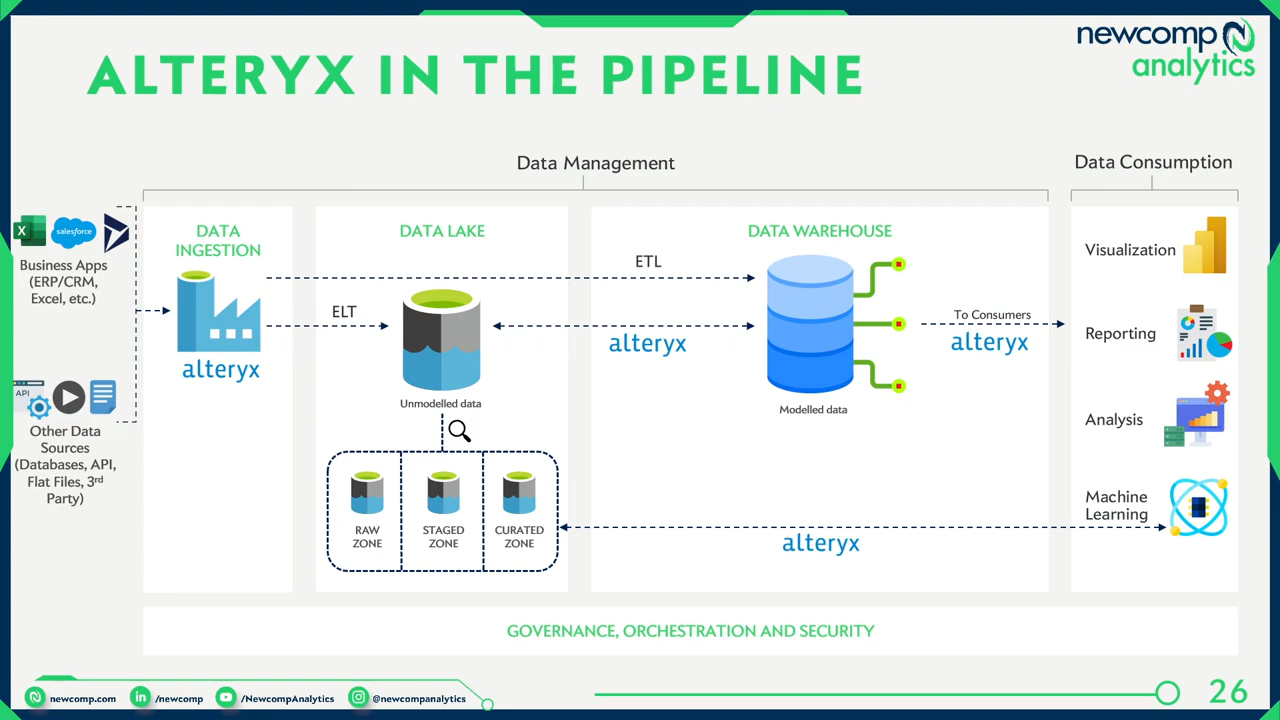 newcomp
analytics
ALTERYX IN THE PIPELINE
Data Management
Data Consumption
X
salesforce
Business Apps
(ERP/CRM,
Excel, etc.)
API
Other Data
Sources
(Databases, API,
Flat Files, 3rd
Party)
DATA
INGESTION
alteryx
ETL
ELT
DATA LAKE
Unmodelled data
RAW
ZONE
STAGED
ZONE
CURATED
ZONE
alteryx
DATA WAREHOUSE
Modelled data
To Consumers
alteryx
alteryx
Visualization
Reporting
Analysis
Machine
Learning
GOVERNANCE, ORCHESTRATION AND SECURITY
newcomp.com
in
/newcomp
/NewcompAnalytics
@newcompanalytics
26